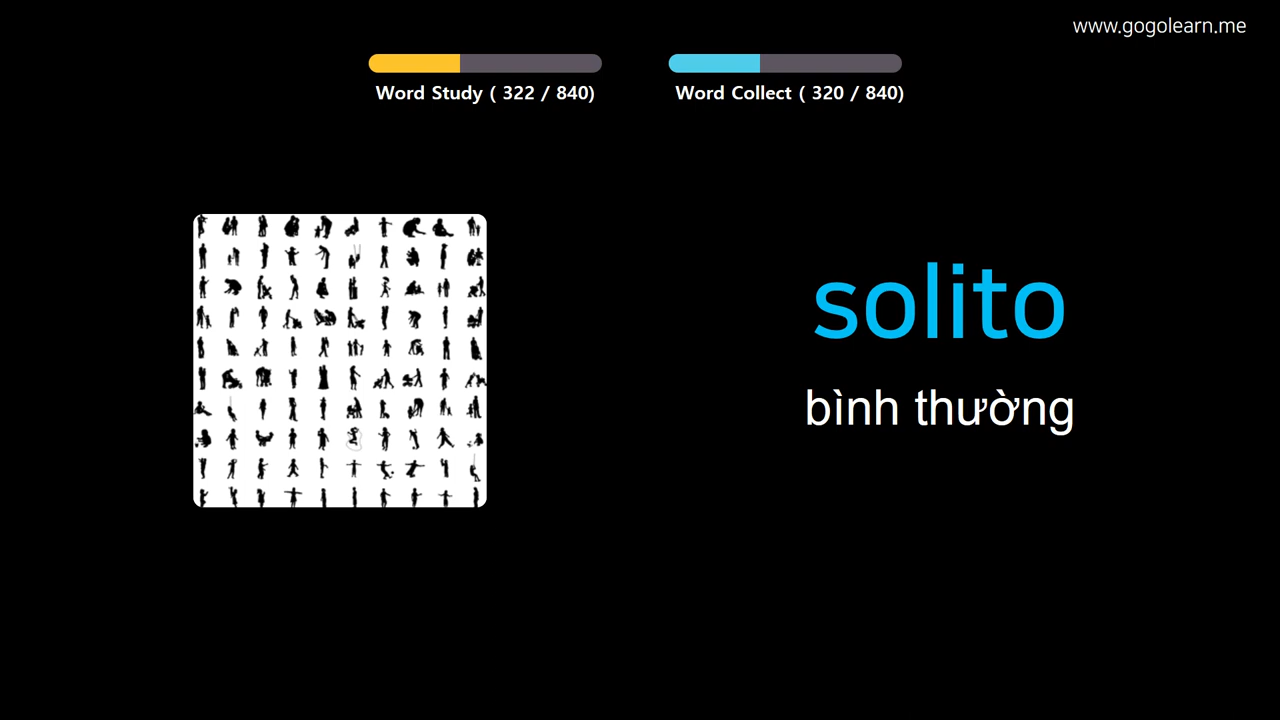 www.gogolearn.me
Word Study ( 322 / 840)
Word Collect ( 320 / 840)
solito
bình thường